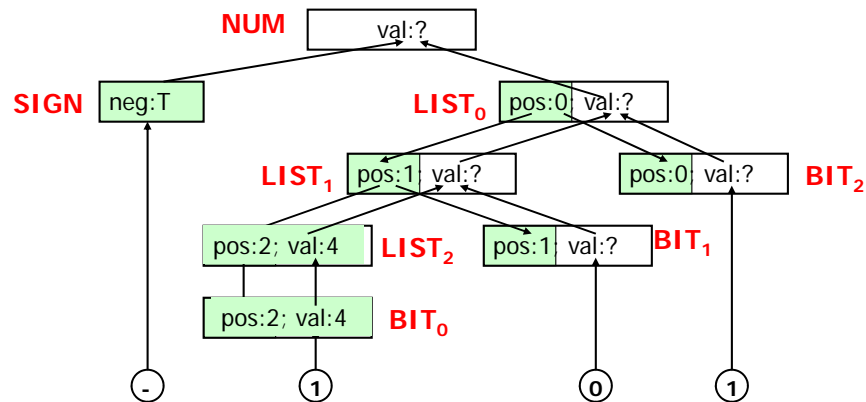 NUM val:?
SIGN neg:T LIST0 pos:0; val:?
LIST1 pos:1; val:? pos:0; val:? BIT2
pos:2; val:4 LIST2 pos:1; val:? BIT1
pos:2; val:4 BIT0
- 1 0 1